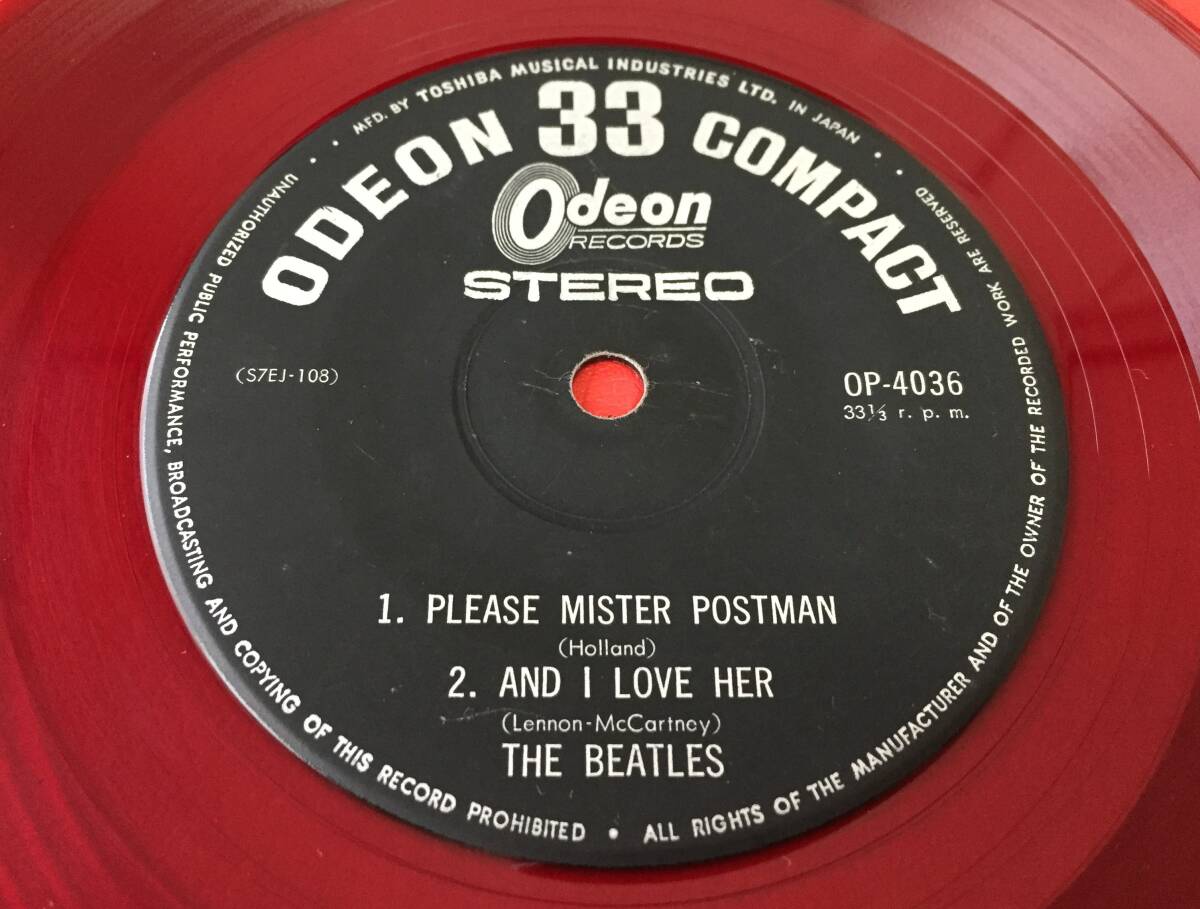 MFD. BY TOSHIBA MUSICAL INDUSTRIES LTD. IN JAPAN
ODEON 33 COMPACT
Odeon
RECORDS
STEREO
(S7EJ-108)
OP-4036
33⅓ r. p. m.
1. PLEASE MISTER POSTMAN
(Holland)
2. AND I LOVE HER
(Lennon-McCartney)
THE BEATLES
UNAUTHORIZED PUBLIC PERFORMANCE, BROADCASTING AND COPYING OF THIS RECORD PROHIBITED • ALL RIGHTS OF THE MANUFACTURER AND OF THE OWNER OF THE RECORDED WORK ARE RESERVED